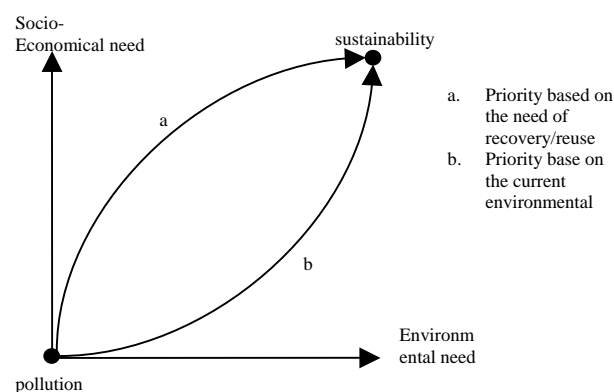 Socio-
Economical need
sustainability
a
a. Priority based on
the need of
recovery/reuse
b. Priority base on
the current
environmental
b
Environm
ental need
pollution